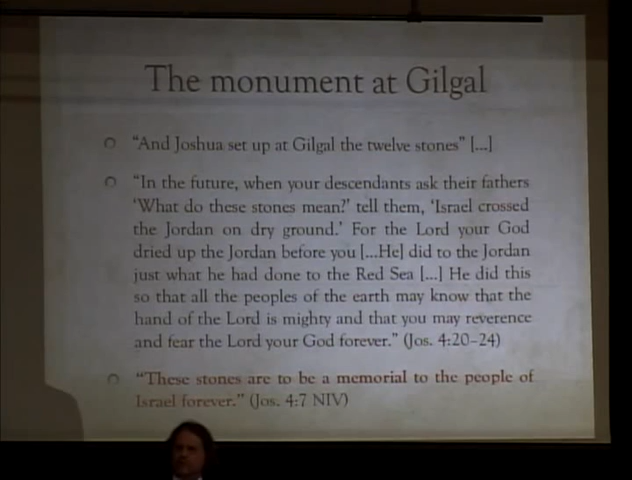 The monument at Gilgal
"And Joshua set up at Gilgal the twelve stones" [...]
"In the future, when your descendants ask their fathers
'What do these stones mean?' tell them, 'Israel crossed
the Jordan on dry ground.' For the Lord your God
dried up the Jordan before you [...He] did to the Jordan
just what he had done to the Red Sea [...] He did this
so that all the peoples of the earth may know that the
hand of the Lord is mighty and that you may reverence
and fear the Lord your God forever." (Jos. 4:20-24)
"These stones are to be a memorial to the people of
Israel forever." (Jos. 4:7 NIV)